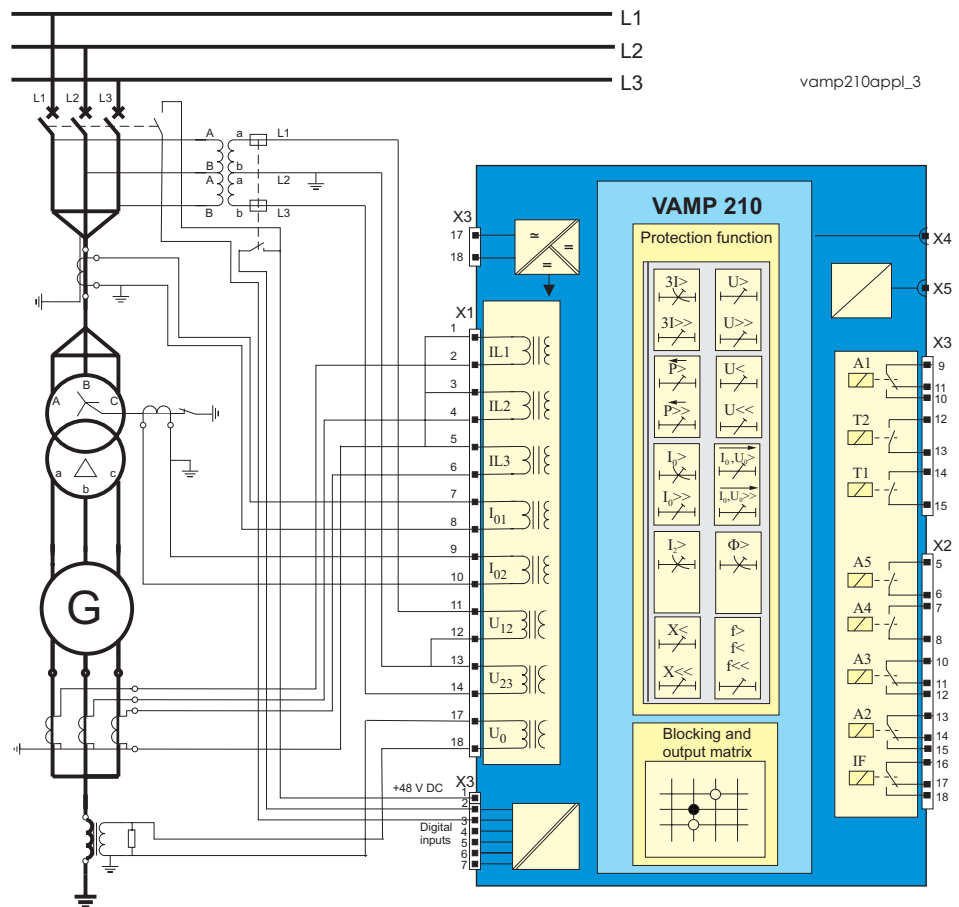 L1
L2
L3
vamp210appl_3
L1 L2 L3
A a L1
B b
A a L2
B b L3
VAMP 210
Protection function
X3
17
18
X1
1
2
3
4
5
6
7
8
9
10
11
12
13
14
17
18
IL1
IL2
IL3
I01
I02
U12
U23
U0
3I>
3I>>
U>
U>>
P>
P>>
U<
U<<
I0>
I0>>
I0,U0>
I0,U0>>
I2>
Φ>
X<
X<<
f>
f<
f<<
Blocking and
output matrix
X4
X5
X3
A1
9
11
10
T2
12
13
T1
14
15
X2
A5
5
6
A4
7
8
A3
10
11
12
A2
13
14
15
IF
16
17
18
A B C
a b c
G
X3
+48 V DC
Digital
inputs
1
2
3
4
5
6
7